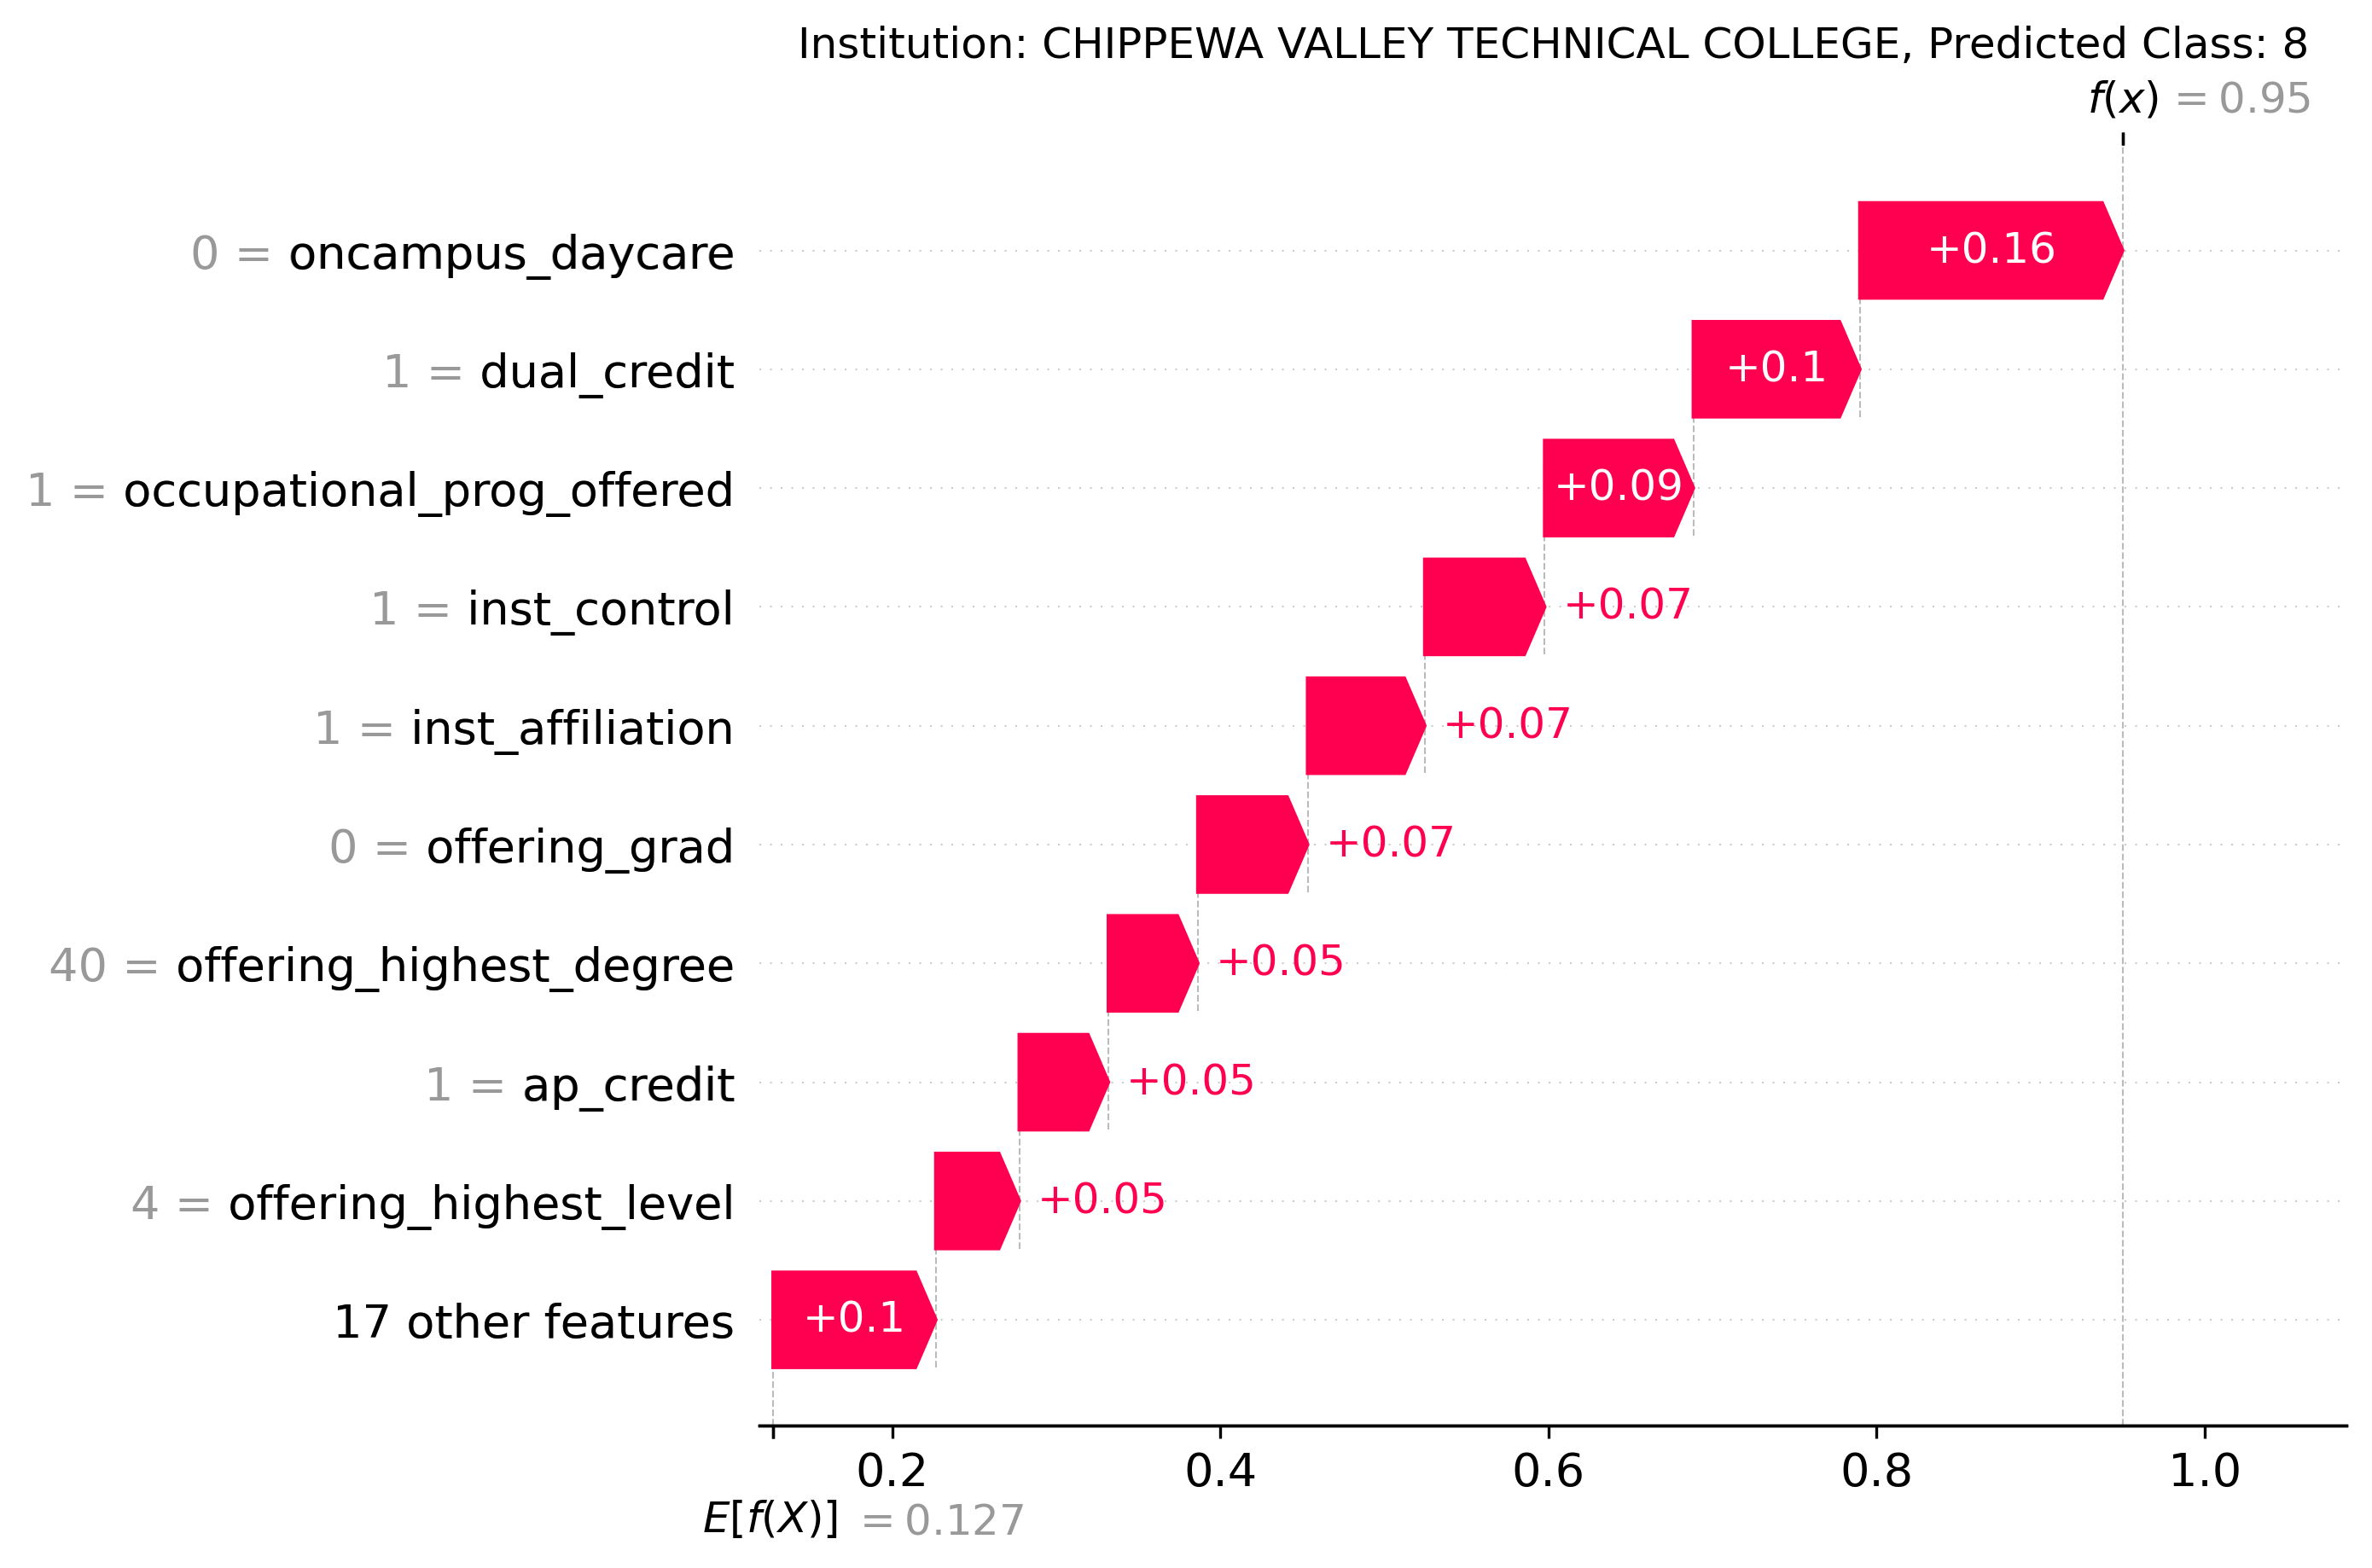 Institution: CHIPPEWA VALLEY TECHNICAL COLLEGE, Predicted Class: 8
f(x) = 0.95
0 = oncampus_daycare +0.16
1 = dual_credit +0.1
1 = occupational_prog_offered +0.09
1 = inst_control +0.07
1 = inst_affiliation +0.07
0 = offering_grad +0.07
40 = offering_highest_degree +0.05
1 = ap_credit +0.05
4 = offering_highest_level +0.05
17 other features +0.1
0.2 0.4 0.6 0.8 1.0
E[f(X)] = 0.127